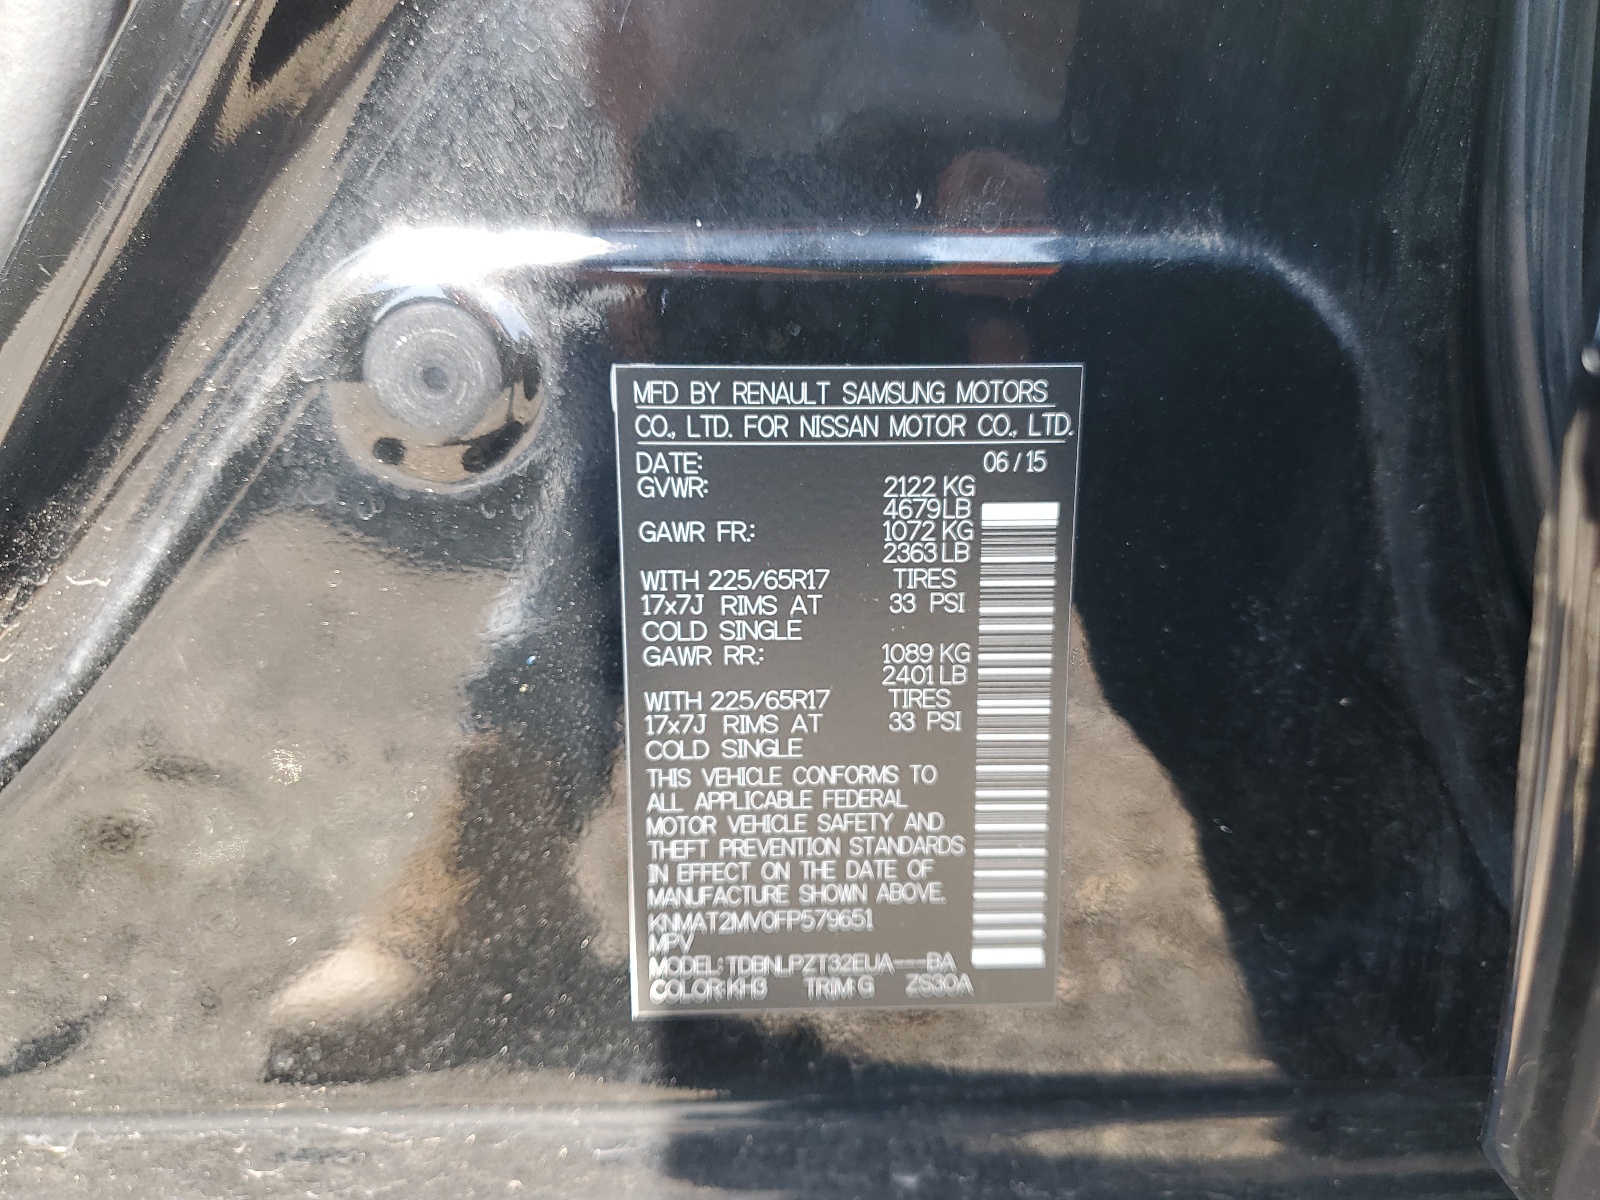 MFD BY RENAULT SAMSUNG MOTORS
CO., LTD. FOR NISSAN MOTOR CO., LTD.
DATE: 06/15
GVWR: 2122 KG
4679LB
GAWR FR.: 1072 KG
2363 LB
WITH 225/65R17 TIRES
17x7J RIMS AT 33 PSI
COLD SINGLE
GAWR RR.: 1089 KG
2401 LB
WITH 225/65R17 TIRES
17x7J RIMS AT 33 PSI
COLD SINGLE
THIS VEHICLE CONFORMS TO
ALL APPLICABLE FEDERAL
MOTOR VEHICLE SAFETY AND
THEFT PREVENTION STANDARDS
IN EFFECT ON THE DATE OF
MANUFACTURE SHOWN ABOVE.
KNMAT2MV0FP579651
MPV
MODEL: TDBNLPZT32EUA---BA
COLOR: KH3 TRIM: G ZS30A